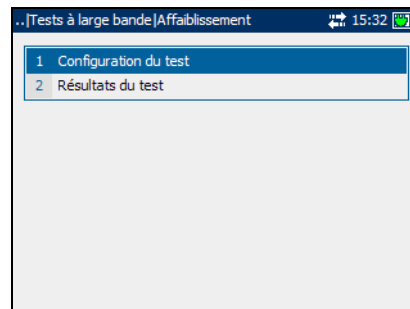 ..|Tests à large bande|Affaiblissement 15:32
1 Configuration du test
2 Résultats du test